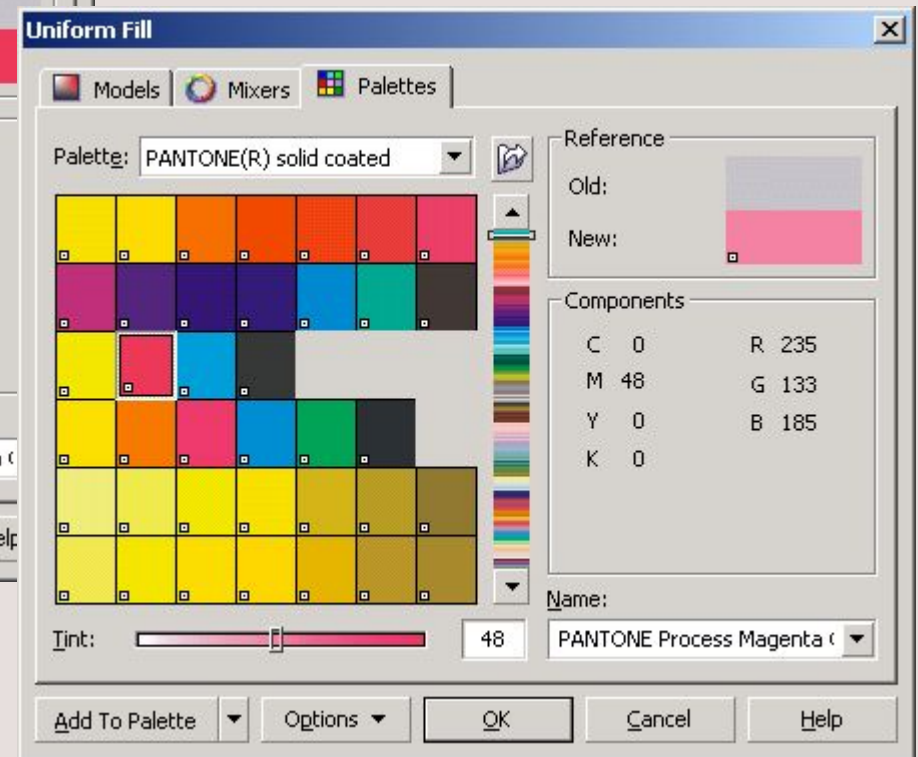 Uniform Fill
Models Mixers Palettes
Palette: PANTONE(R) solid coated
Reference
Old:
New:
Components
C 0 R 235
M 48 G 133
Y 0 B 185
K 0
Tint: 48
Name:
PANTONE Process Magenta
Add To Palette Options OK Cancel Help